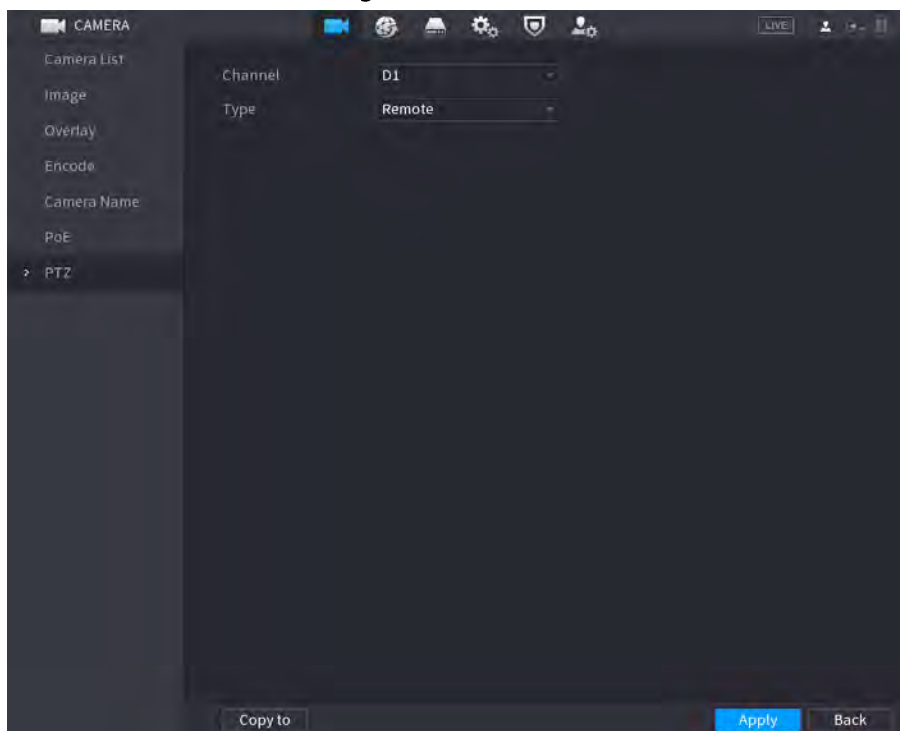 CAMERA
LIVE
Camera List
Image
Overlay
Encode
Camera Name
PoE
PTZ
Channel D1
Type Remote
Copy to Apply Back